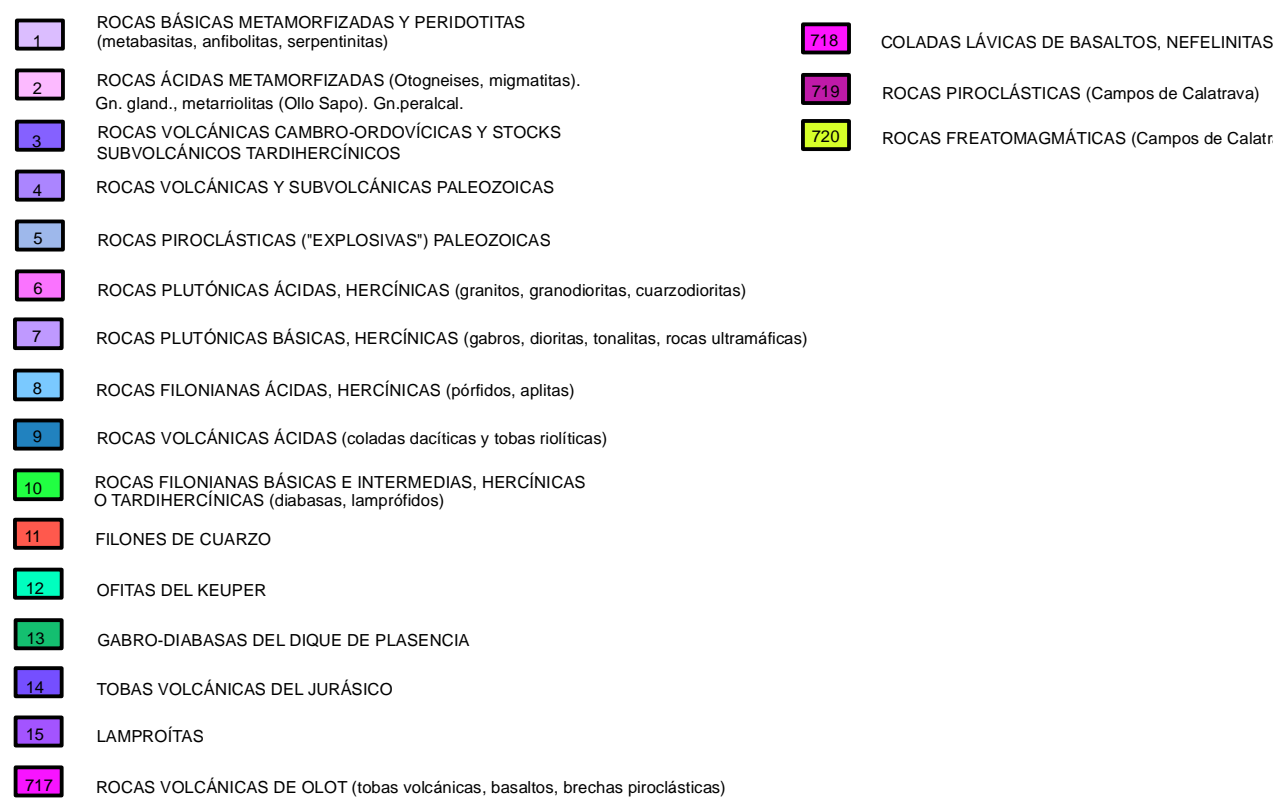 1 ROCAS BÁSICAS METAMORFIZADAS Y PERIDOTITAS
(metabasitas, anfibolitas, serpentinitas)
2 ROCAS ÁCIDAS METAMORFIZADAS (Otogneises, migmatitas).
Gn. gland., metarriolitas (Ollo Sapo). Gn.peralcal.
3 ROCAS VOLCÁNICAS CAMBRO-ORDOVÍCICAS Y STOCKS
SUBVOLCÁNICOS TARDIHERCÍNICOS
4 ROCAS VOLCÁNICAS Y SUBVOLCÁNICAS PALEOZOICAS
5 ROCAS PIROCLÁSTICAS ("EXPLOSIVAS") PALEOZOICAS
6 ROCAS PLUTÓNICAS ÁCIDAS, HERCÍNICAS (granitos, granodioritas, cuarzodioritas)
7 ROCAS PLUTÓNICAS BÁSICAS, HERCÍNICAS (gabros, dioritas, tonalitas, rocas ultramáficas)
8 ROCAS FILONIANAS ÁCIDAS, HERCÍNICAS (pórfidos, aplitas)
9 ROCAS VOLCÁNICAS ÁCIDAS (coladas dacíticas y tobas riolíticas)
10 ROCAS FILONIANAS BÁSICAS E INTERMEDIAS, HERCÍNICAS
O TARDIHERCÍNICAS (diabasas, lamprófidos)
11 FILONES DE CUARZO
12 OFITAS DEL KEUPER
13 GABRO-DIABASAS DEL DIQUE DE PLASENCIA
14 TOBAS VOLCÁNICAS DEL JURÁSICO
15 LAMPROÍTAS
717 ROCAS VOLCÁNICAS DE OLOT (tobas volcánicas, basaltos, brechas piroclásticas)
718 COLADAS LÁVICAS DE BASALTOS, NEFELINITAS
719 ROCAS PIROCLÁSTICAS (Campos de Calatrava)
720 ROCAS FREATOMAGMÁTICAS (Campos de